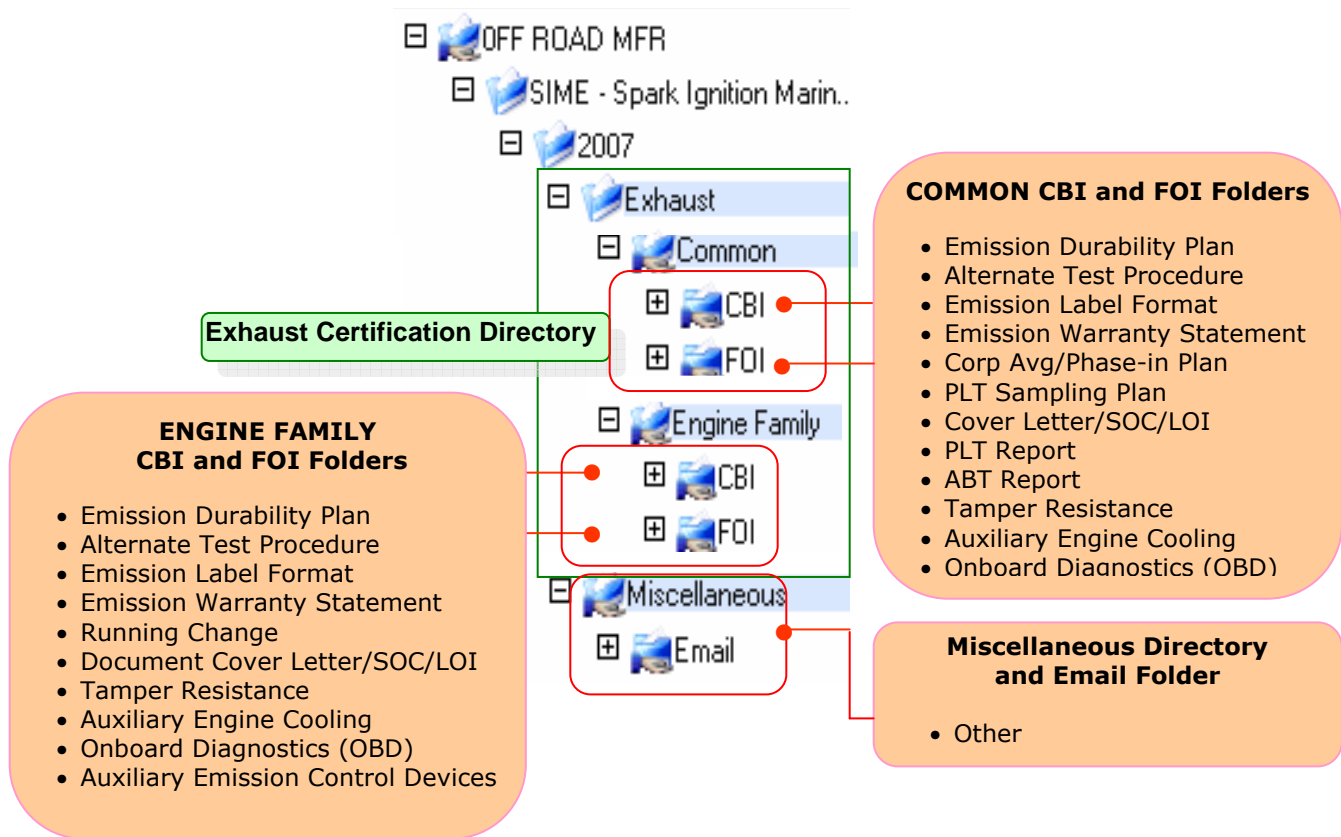 OFF ROAD MFR
SIME - Spark Ignition Marin..
2007
Exhaust
Common
CBI
FOI
Engine Family
CBI
FOI
Miscellaneous
Email
Exhaust Certification Directory
COMMON CBI and FOI Folders
• Emission Durability Plan
• Alternate Test Procedure
• Emission Label Format
• Emission Warranty Statement
• Corp Avg/Phase-in Plan
• PLT Sampling Plan
• Cover Letter/SOC/LOI
• PLT Report
• ABT Report
• Tamper Resistance
• Auxiliary Engine Cooling
• Onboard Diagnostics (OBD)
ENGINE FAMILY
CBI and FOI Folders
• Emission Durability Plan
• Alternate Test Procedure
• Emission Label Format
• Emission Warranty Statement
• Running Change
• Document Cover Letter/SOC/LOI
• Tamper Resistance
• Auxiliary Engine Cooling
• Onboard Diagnostics (OBD)
• Auxiliary Emission Control Devices
Miscellaneous Directory
and Email Folder
• Other